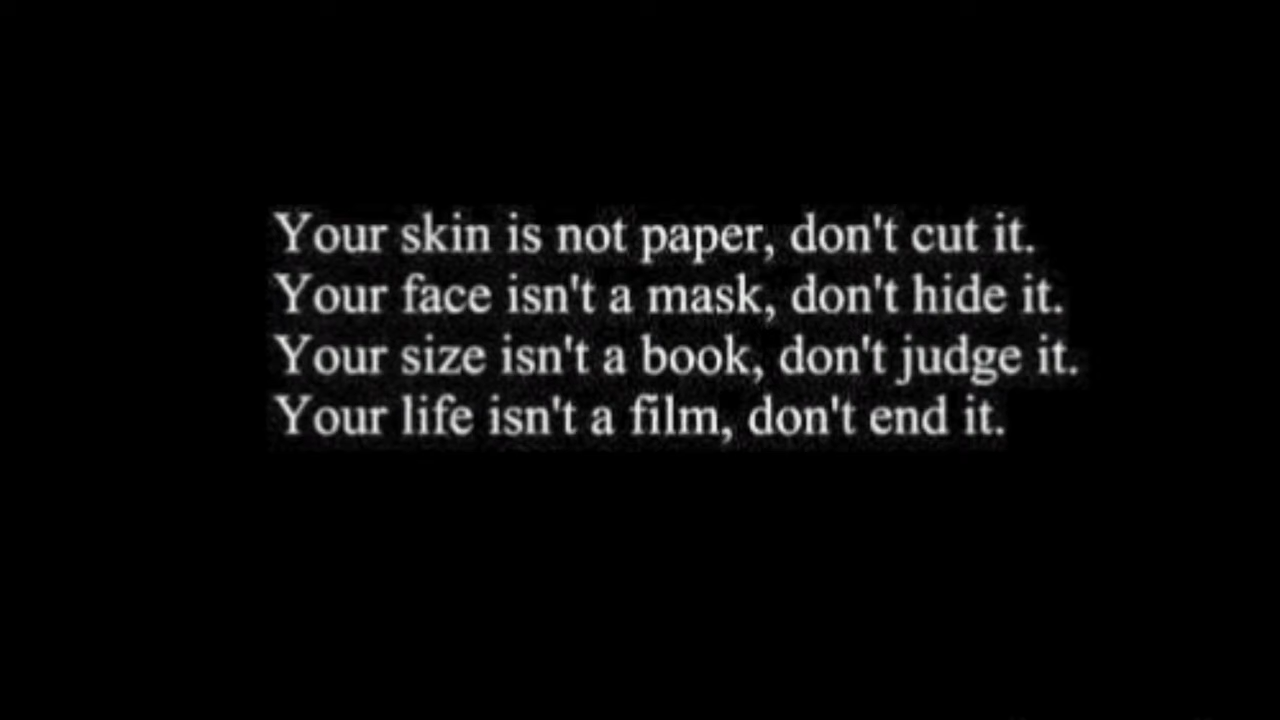 Your skin is not paper, don't cut it.
Your face isn't a mask, don't hide it.
Your size isn't a book, don't judge it.
Your life isn't a film, don't end it.